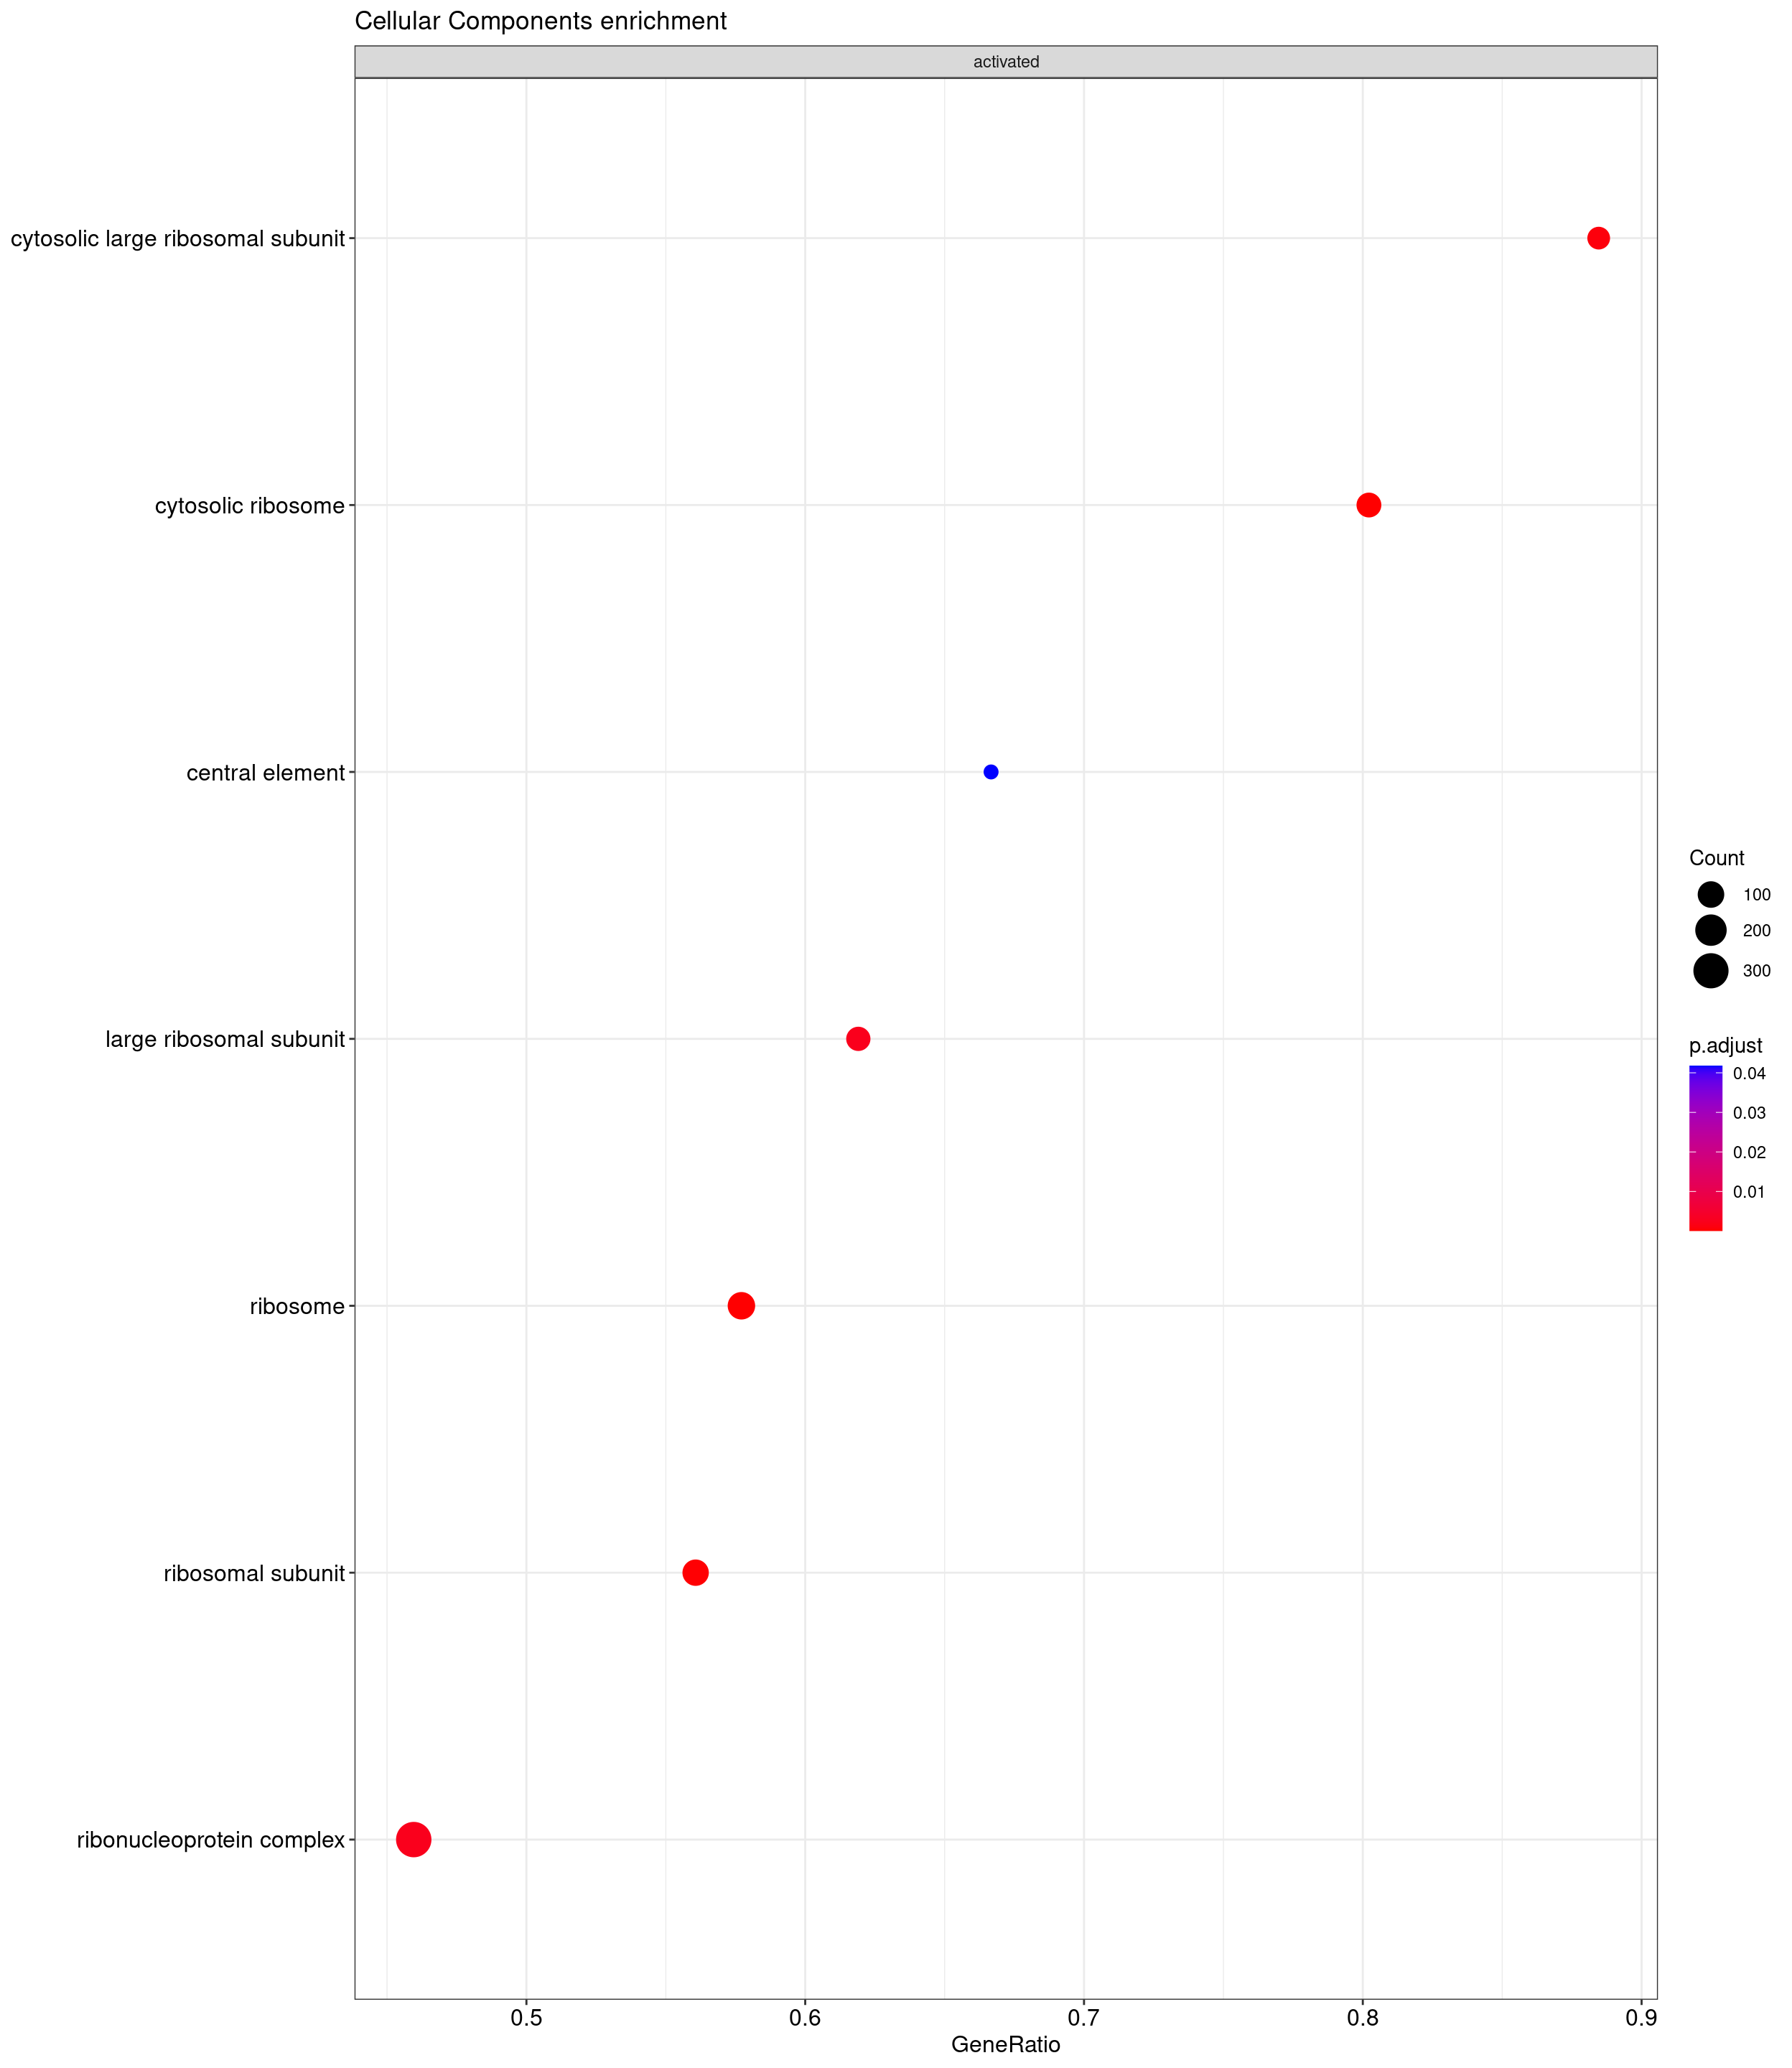 Cellular Components enrichment
activated
cytosolic large ribosomal subunit
cytosolic ribosome
central element
large ribosomal subunit
ribosome
ribosomal subunit
ribonucleoprotein complex
0.5 0.6 0.7 0.8 0.9
GeneRatio
Count
100
200
300
p.adjust
0.04
0.03
0.02
0.01